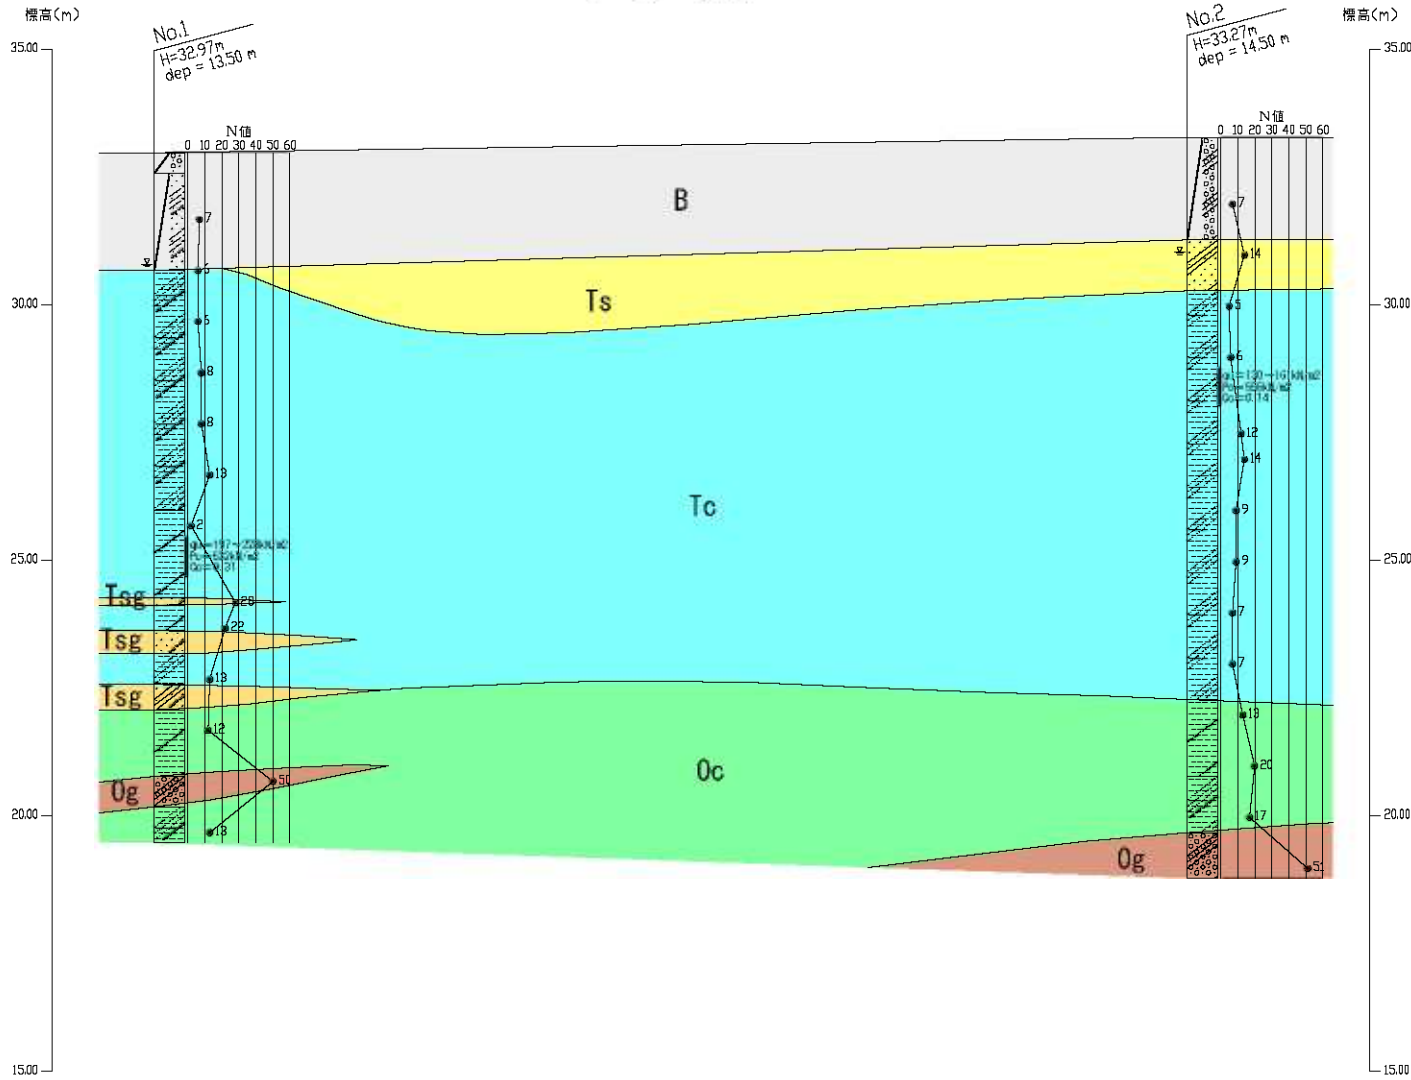 標高(m)
標高(m)
No.1
H=32.97m
dep = 13.50 m
No.2
H=33.27m
dep = 14.50 m
35.00
35.00
N値
0 10 20 30 40 50 60
N値
0 10 20 30 40 50 60
B
7
7
14
30.00
Ts
30.00
5
6
8
8
13
2
22
13
12
50
13
6
12
14
9
9
7
7
13
20
17
51
Tc
25.00
25.00
Tsg
Tsg
Tsg
Oc
Og
20.00
20.00
Og
15.00
15.00